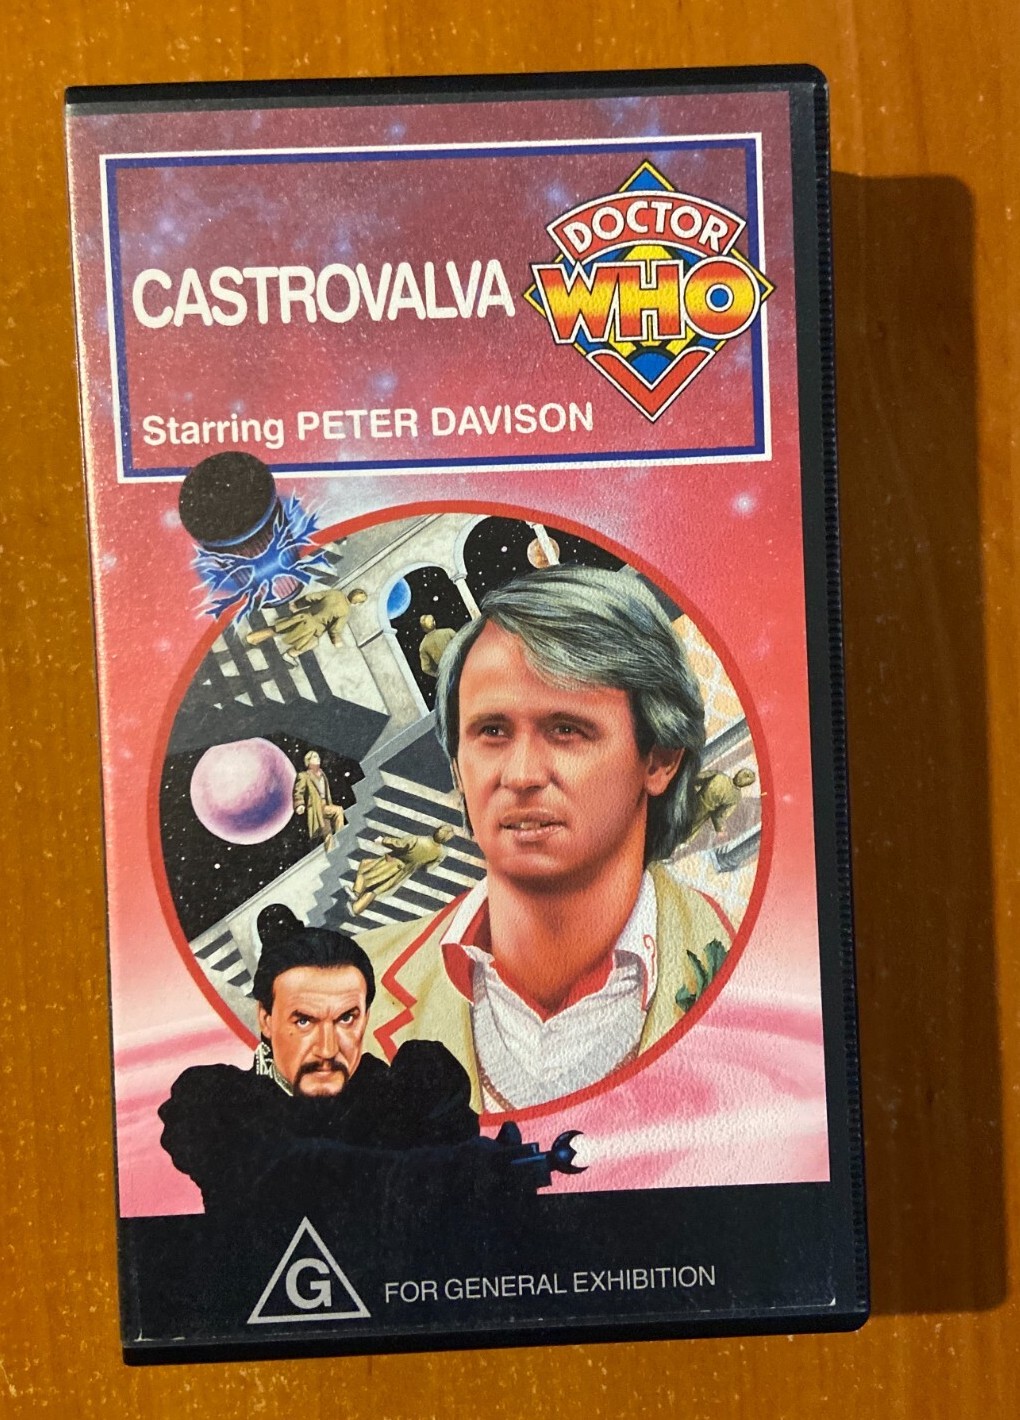 CASTROVALVA
DOCTOR
WHO
Starring PETER DAVISON
G
FOR GENERAL EXHIBITION